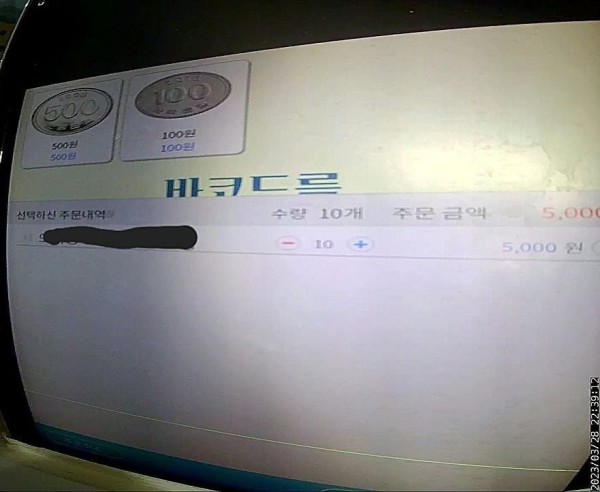 500
100
500원
500원
100원
100원
바코드를
선택하신 주문내역
수량 10개
주문 금액
5,000
10
5,000 원
2023/03/28 22:39:12